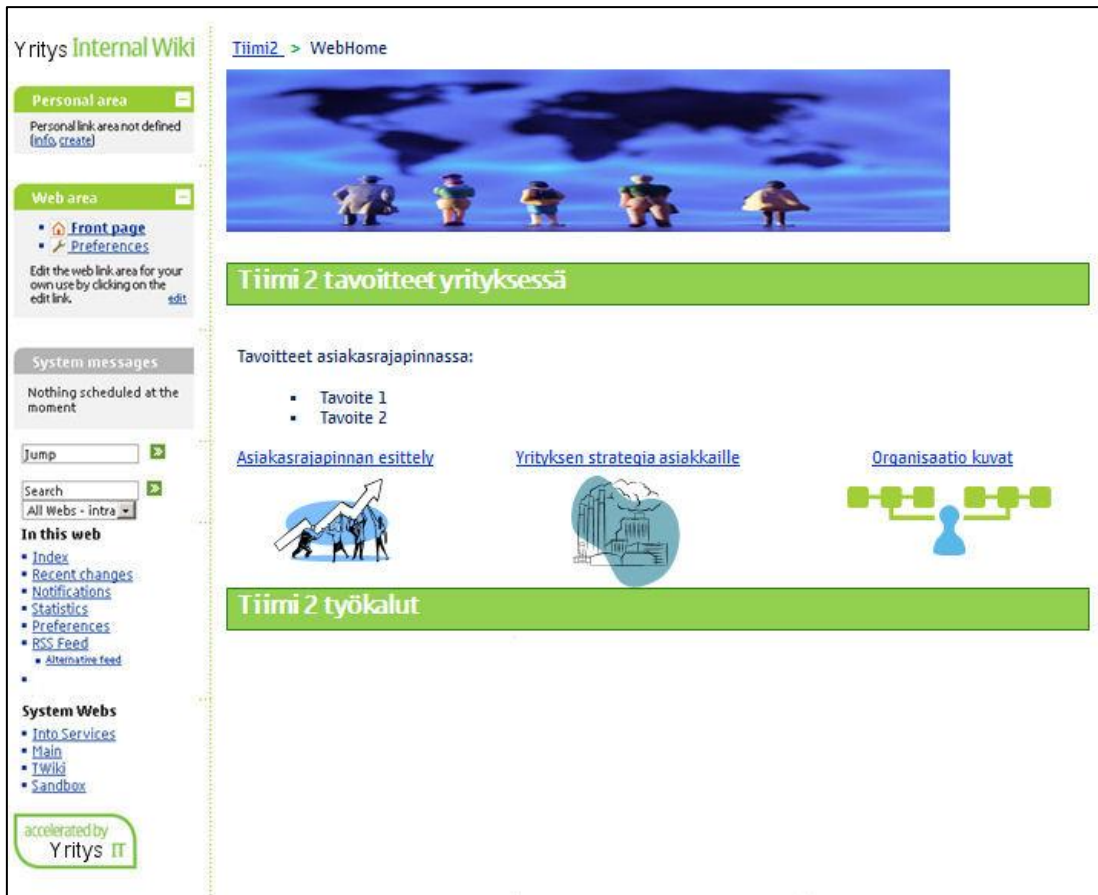 Yritys Internal Wiki
Personal area
Personal link area not defined
(info, create)
Web area
Front page
Preferences
Edit the web link area for your
own use by clicking on the
edit link. edit
System messages
Nothing scheduled at the
moment
Jump
Search
All Webs - intra
In this web
Index
Recent changes
Notifications
Statistics
Preferences
RSS Feed
Alternative feed
System Webs
Into Services
Main
TWiki
Sandbox
accelerated by
Yritys IT
Tiimi2 > WebHome
Tiimi 2 tavoitteet yrityksessä
Tavoitteet asiakasrajapinnassa:
Tavoite 1
Tavoite 2
Asiakasrajapinnan esittely Yrityksen strategia asiakkaille Organisaatio kuvat
Tiimi 2 työkalut